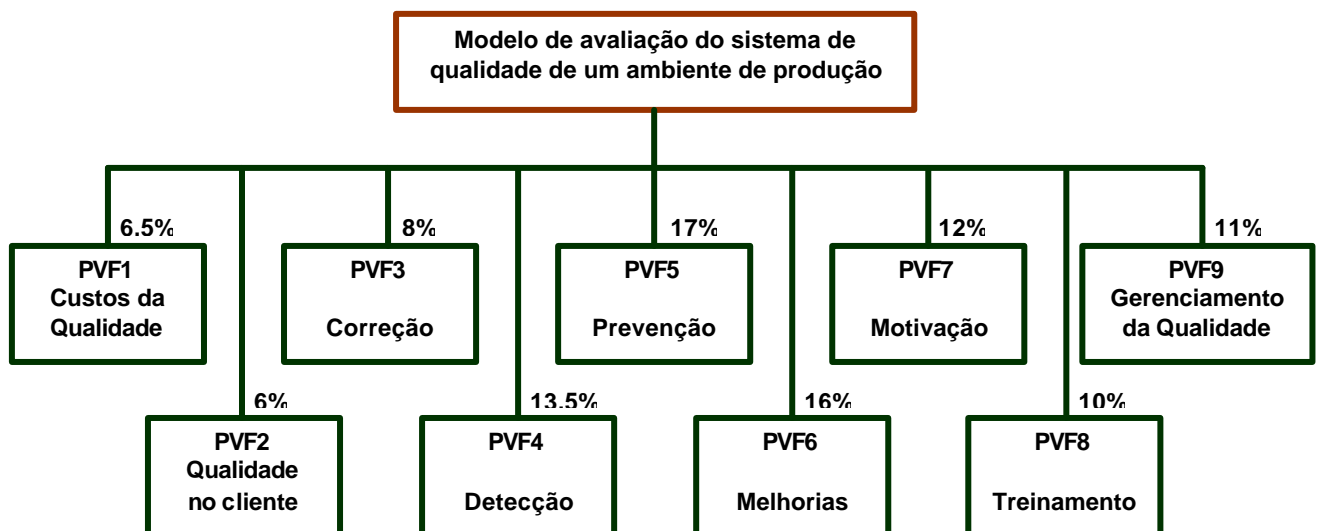 Modelo de avaliação do sistema de
qualidade de um ambiente de produção
6.5%
8%
17%
12%
11%
PVF1
Custos da
Qualidade
PVF3
Correção
PVF5
Prevenção
PVF7
Motivação
PVF9
Gerenciamento
da Qualidade
6%
13.5%
16%
10%
PVF2
Qualidade
no cliente
PVF4
Detecção
PVF6
Melhorias
PVF8
Treinamento